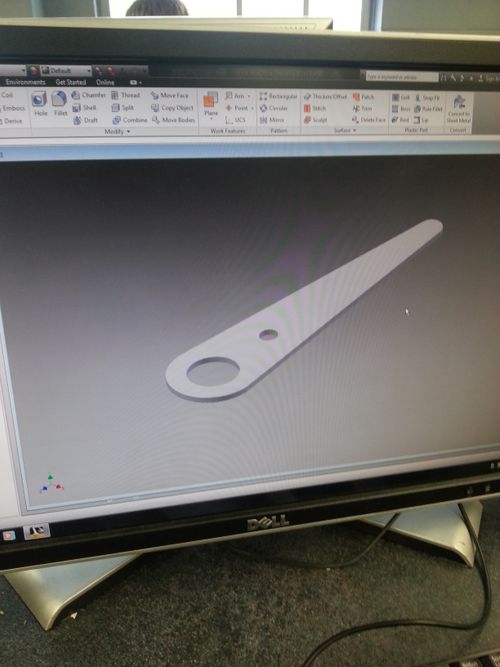 Default
Type a keyword or phrase
Environments Get Started Online
Coil Chamfer Thread Move Face Axis Rectangular Thicken/Offset Patch Stop Fit
Emboss Shell Split Copy Object Point Circular Stitch Trim Boss Rule Fillet
Derive Hole Fillet Draft Combine Move Bodies Plane UCS Mirror Sculpt Delete Face Rest Lip Convert to Sheet Metal
Modify Work Features Pattern Surface Plastic Part Convert
DELL
DELL